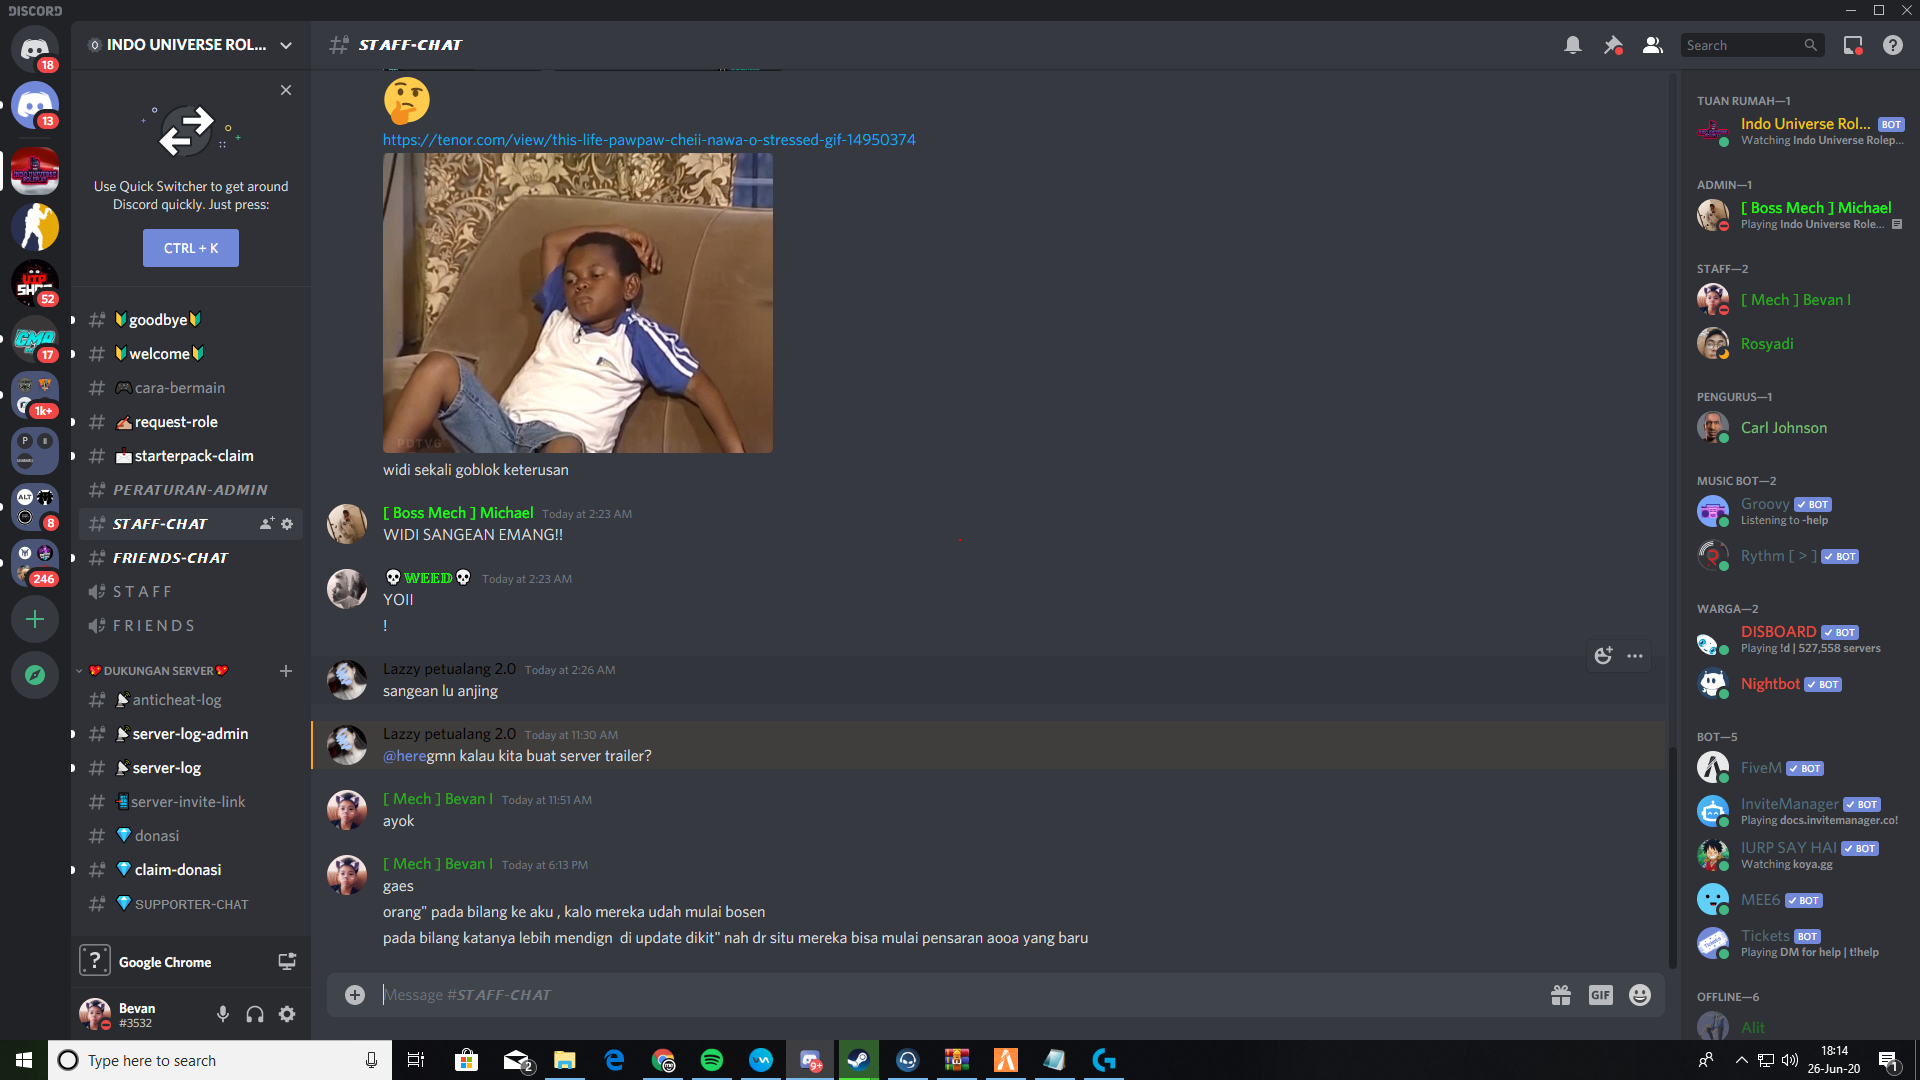 DISCORD
INDO UNIVERSE ROL...
Use Quick Switcher to get around
Discord quickly. Just press:
CTRL + K
goodbye
welcome
cara-bermain
request-role
starterpack-claim
PERATURAN-ADMIN
STAFF-CHAT
FRIENDS-CHAT
S T A F F
F R I E N D S
DUKUNGAN SERVER
anticheat-log
server-log-admin
server-log
server-invite-link
donasi
claim-donasi
SUPPORTER-CHAT
Google Chrome
Bevan
#3532
18
13
52
17
1k+
8
246
STAFF-CHAT
Search
https://tenor.com/view/this-life-pawpaw-cheii-nawa-o-stressed-gif-14950374
PDTVG
widi sekali goblok keterusan
[ Boss Mech ] Michael Today at 2:23 AM
WIDI SANGEAN EMANG!!
💀WEED💀 Today at 2:23 AM
YOII
!
Lazzy petualang 2.0 Today at 2:26 AM
sangean lu anjing
Lazzy petualang 2.0 Today at 11:30 AM
@heregmn kalau kita buat server trailer?
[ Mech ] Bevan I Today at 11:51 AM
ayok
[ Mech ] Bevan I Today at 6:13 PM
gaes
orang" pada bilang ke aku , kalo mereka udah mulai bosen
pada bilang katanya lebih mendign  di update dikit" nah dr situ mereka bisa mulai pensaran aooa yang baru
Message #STAFF-CHAT
GIF
TUAN RUMAH—1
Indo Universe Rol... BOT
Watching Indo Universe Rolep...
ADMIN—1
[ Boss Mech ] Michael
Playing Indo Universe Role...
STAFF—2
[ Mech ] Bevan I
Rosyadi
PENGURUS—1
Carl Johnson
MUSIC BOT—2
Groovy BOT
Listening to -help
Rythm [ > ] BOT
WARGA—2
DISBOARD BOT
Playing !d | 527,558 servers
Nightbot BOT
BOT—5
FiveM BOT
InviteManager BOT
Playing docs.invitemanager.co!
IURP SAY HAI BOT
Watching koya.gg
MEE6 BOT
Tickets BOT
Playing DM for help | t!help
OFFLINE—6
Alit
Type here to search
2
9+
18:14
26-Jun-20
1